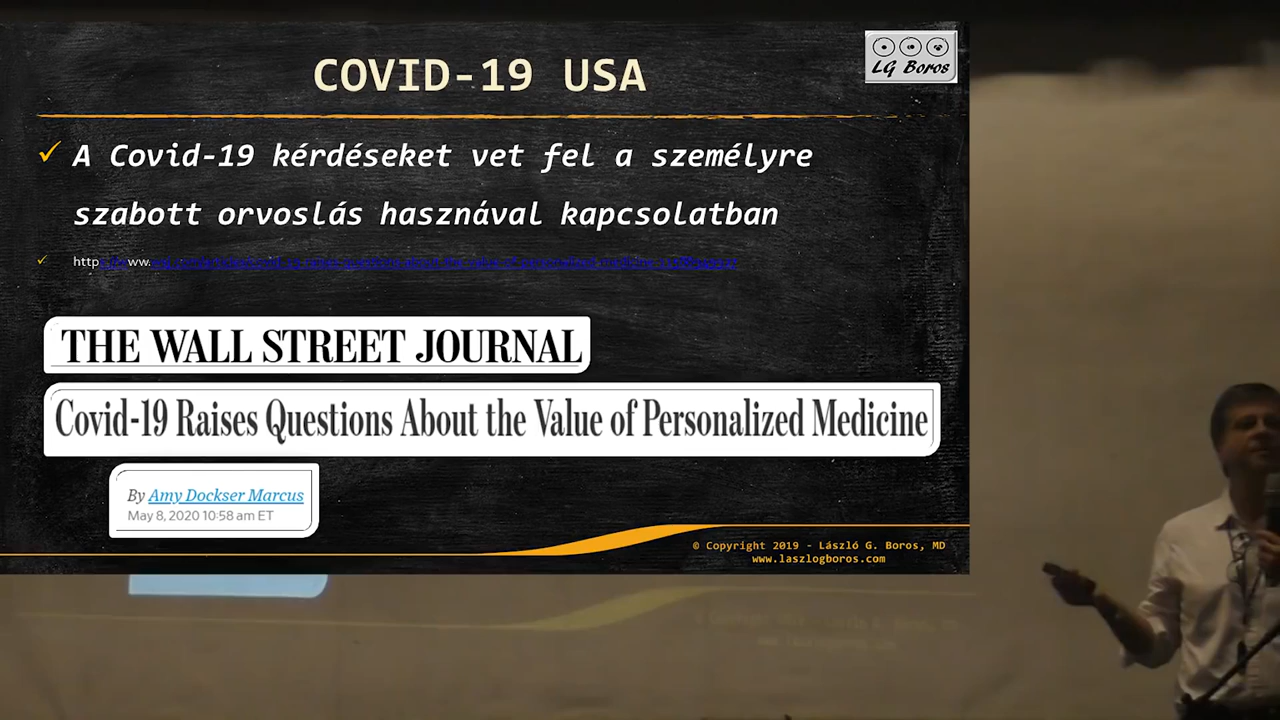 COVID-19 USA
LG Boros
A Covid-19 kérdéseket vet fel a személyre
szabott orvoslás hasznával kapcsolatban
THE WALL STREET JOURNAL
Covid-19 Raises Questions About the Value of Personalized Medicine
By Amy Dockser Marcus
May 8, 2020 10:58 am ET
© Copyright 2019 - László G. Boros, MD
www.laszlogboros.com